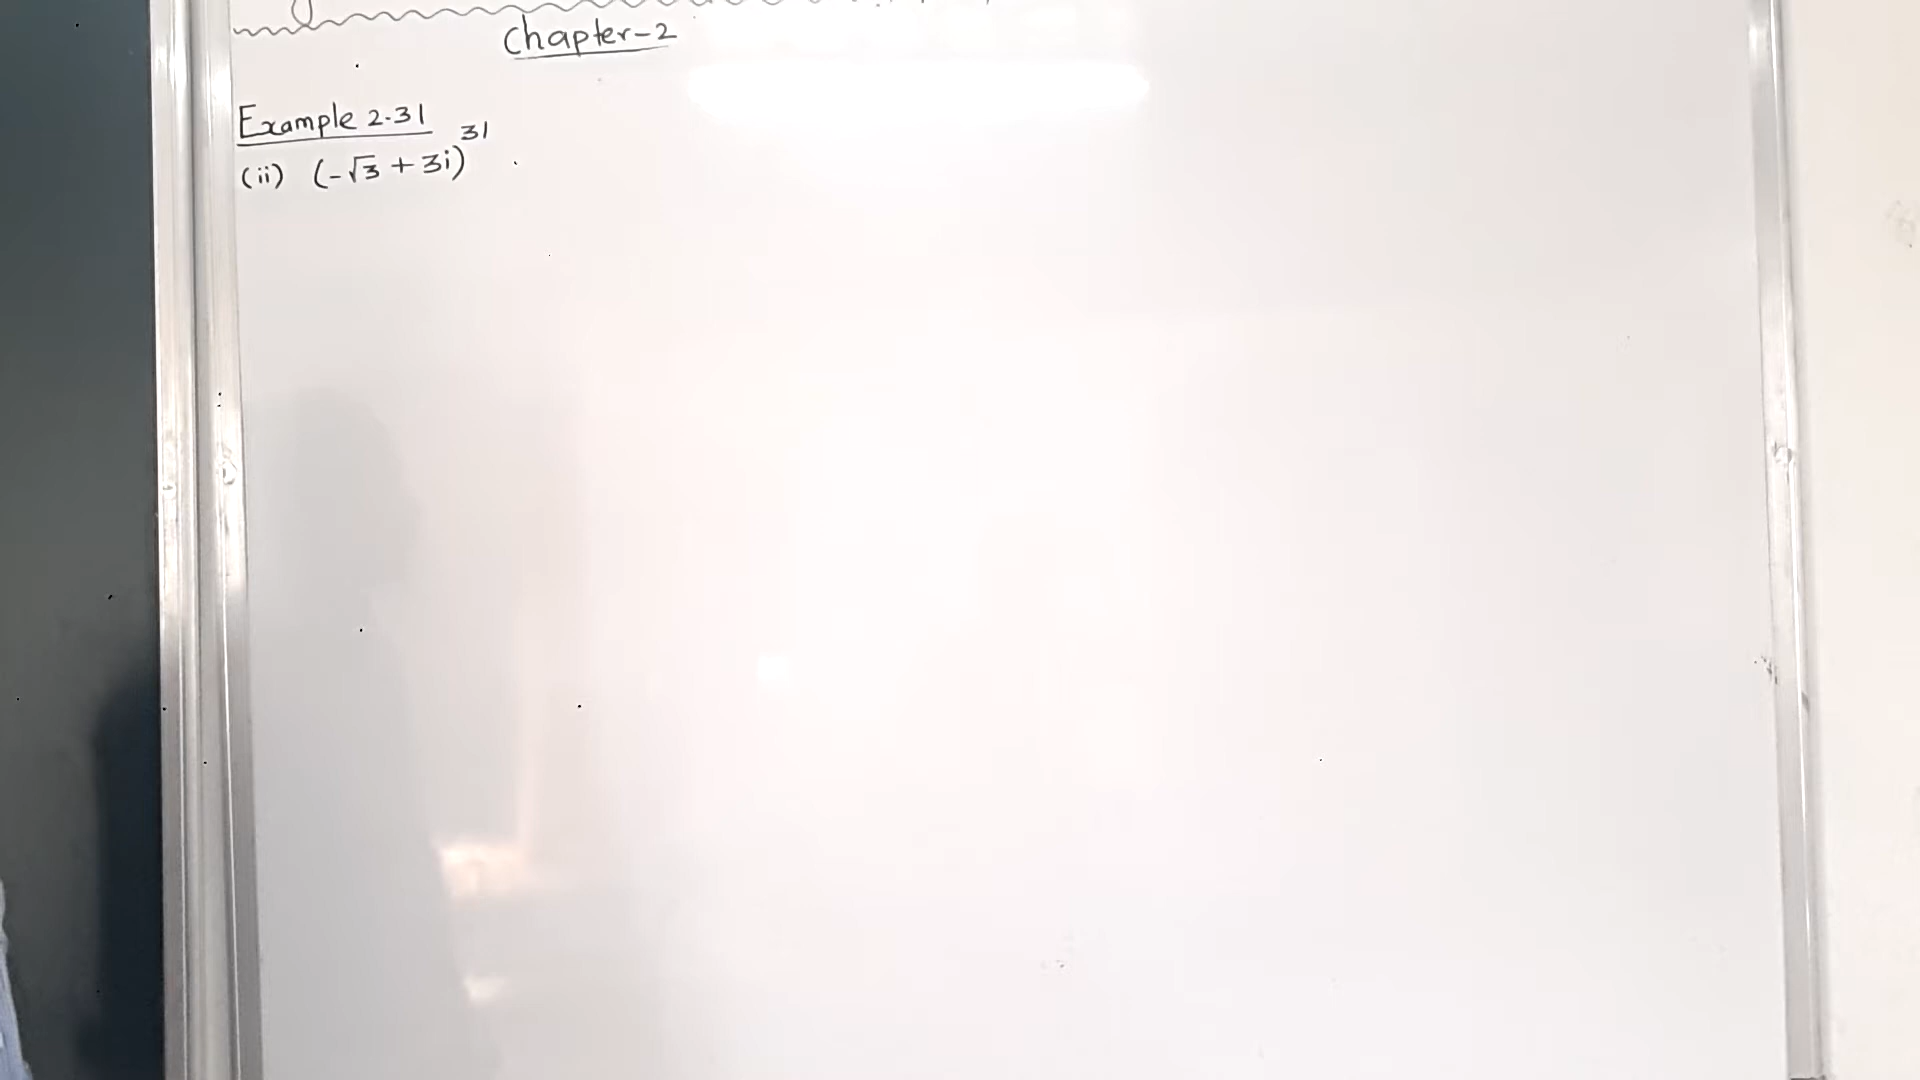 Chapter-2
Example 2.31
(ii) (-√3 + 3i)³¹